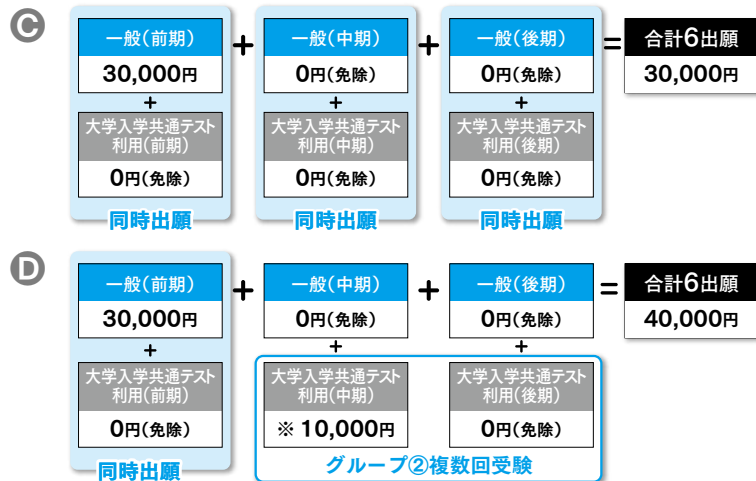 C
一般(前期)
+
一般(中期)
+
一般(後期)
=
合計6出願
30,000円
0円(免除)
0円(免除)
30,000円
+
+
+
大学入学共通テスト
利用(前期)
大学入学共通テスト
利用(中期)
大学入学共通テスト
利用(後期)
0円(免除)
0円(免除)
0円(免除)
同時出願
同時出願
同時出願
D
一般(前期)
+
一般(中期)
+
一般(後期)
=
合計6出願
30,000円
0円(免除)
0円(免除)
40,000円
+
+
+
大学入学共通テスト
利用(前期)
大学入学共通テスト
利用(中期)
大学入学共通テスト
利用(後期)
0円(免除)
※ 10,000円
0円(免除)
同時出願
グループ②複数回受験